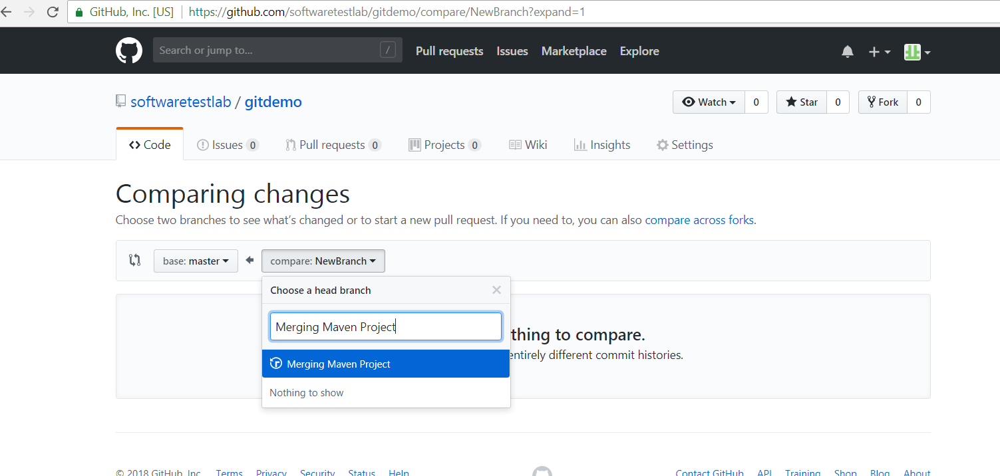 GitHub, Inc. [US] https://github.com/softwaretestlab/gitdemo/compare/NewBranch?expand=1
Search or jump to... / Pull requests Issues Marketplace Explore
softwaretestlab / gitdemo Watch 0 Star 0 Fork 0
Code Issues 0 Pull requests 0 Projects 0 Wiki Insights Settings
Comparing changes
Choose two branches to see what's changed or to start a new pull request. If you need to, you can also compare across forks.
base: master compare: NewBranch
Choose a head branch
Merging Maven Project
thing to compare.
entirely different commit histories.
Merging Maven Project
Nothing to show
© 2018 GitHub, Inc. Terms Privacy Security Status Help Contact GitHub API Training Shop Blog About